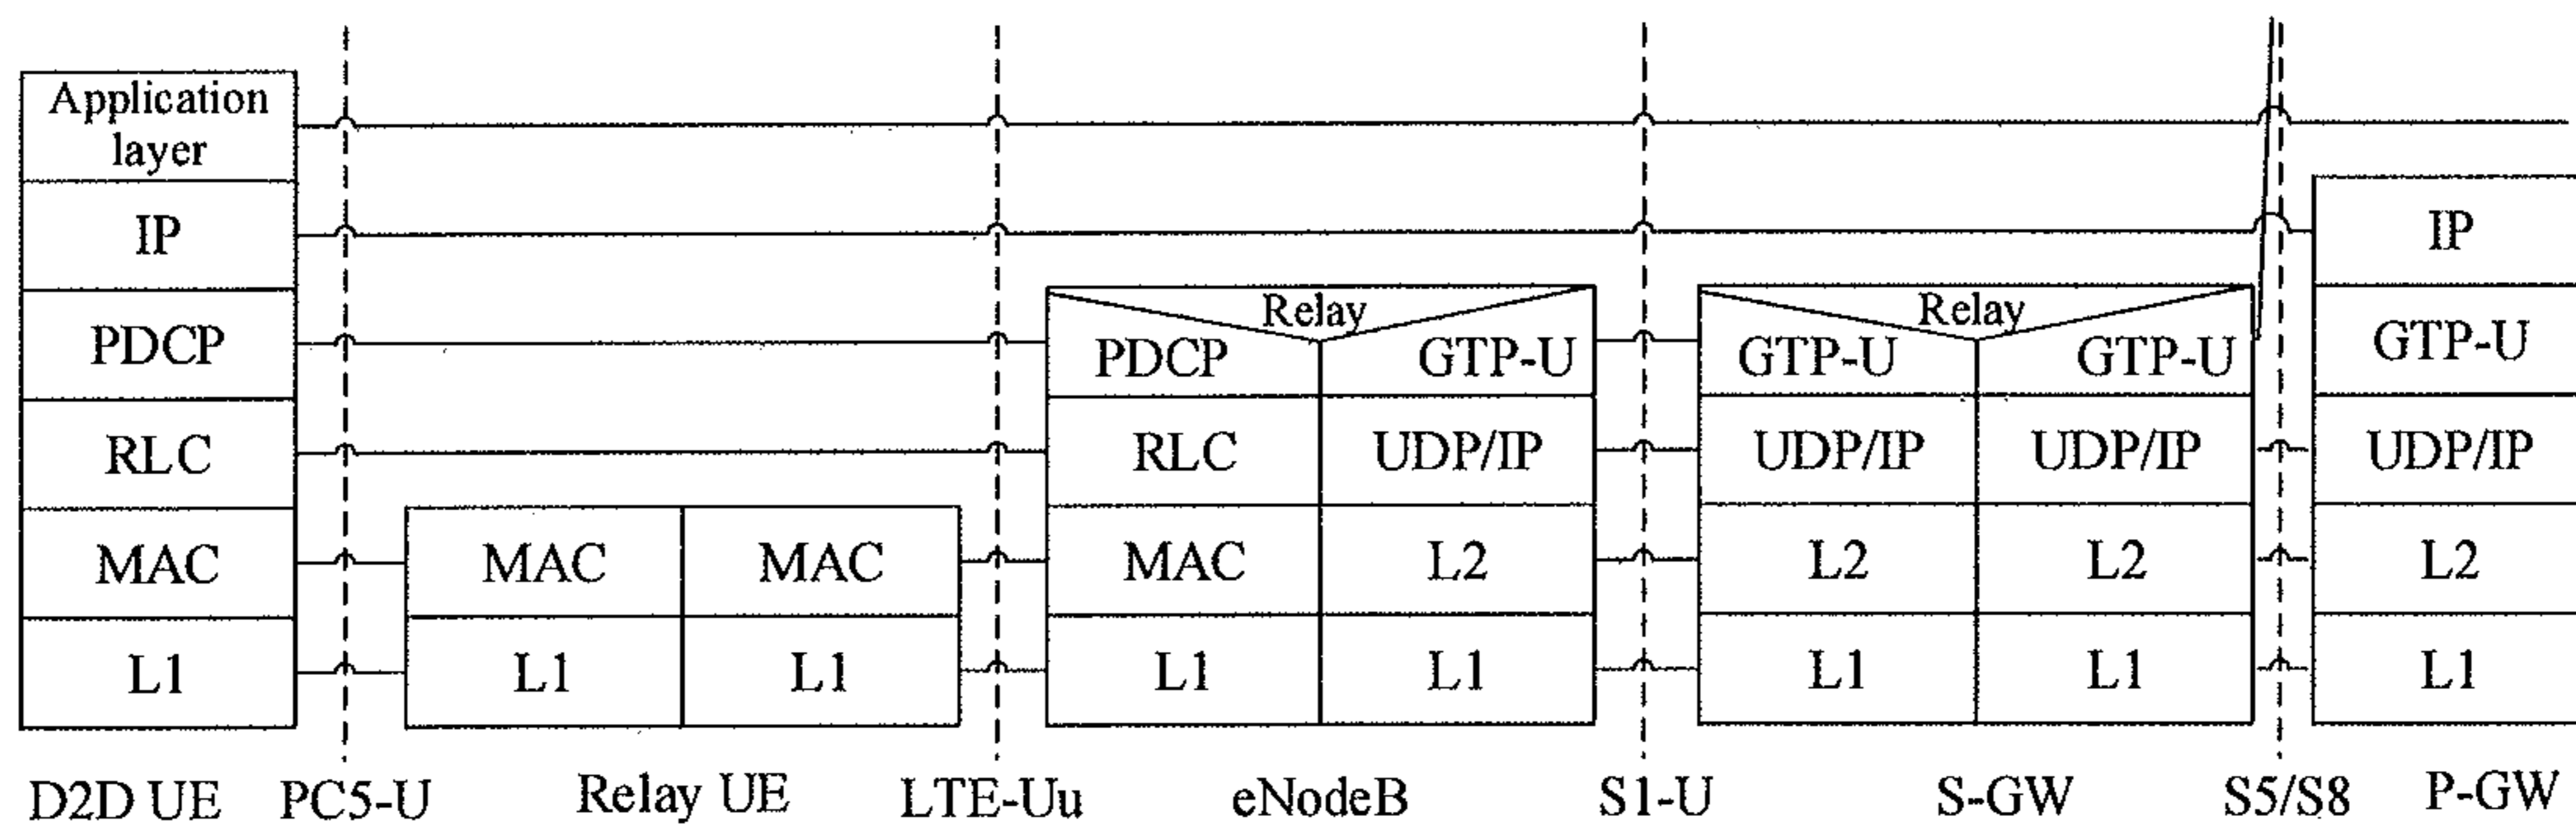 Application
layer
IP
IP
Relay
Relay
PDCP
PDCP
GTP-U
GTP-U
GTP-U
GTP-U
RLC
RLC
UDP/IP
UDP/IP
UDP/IP
UDP/IP
MAC
MAC
MAC
MAC
L2
L2
L2
L2
L1
L1
L1
L1
L1
L1
L1
L1
D2D UE
PC5-U
Relay UE
LTE-Uu
eNodeB
S1-U
S-GW
S5/S8
P-GW